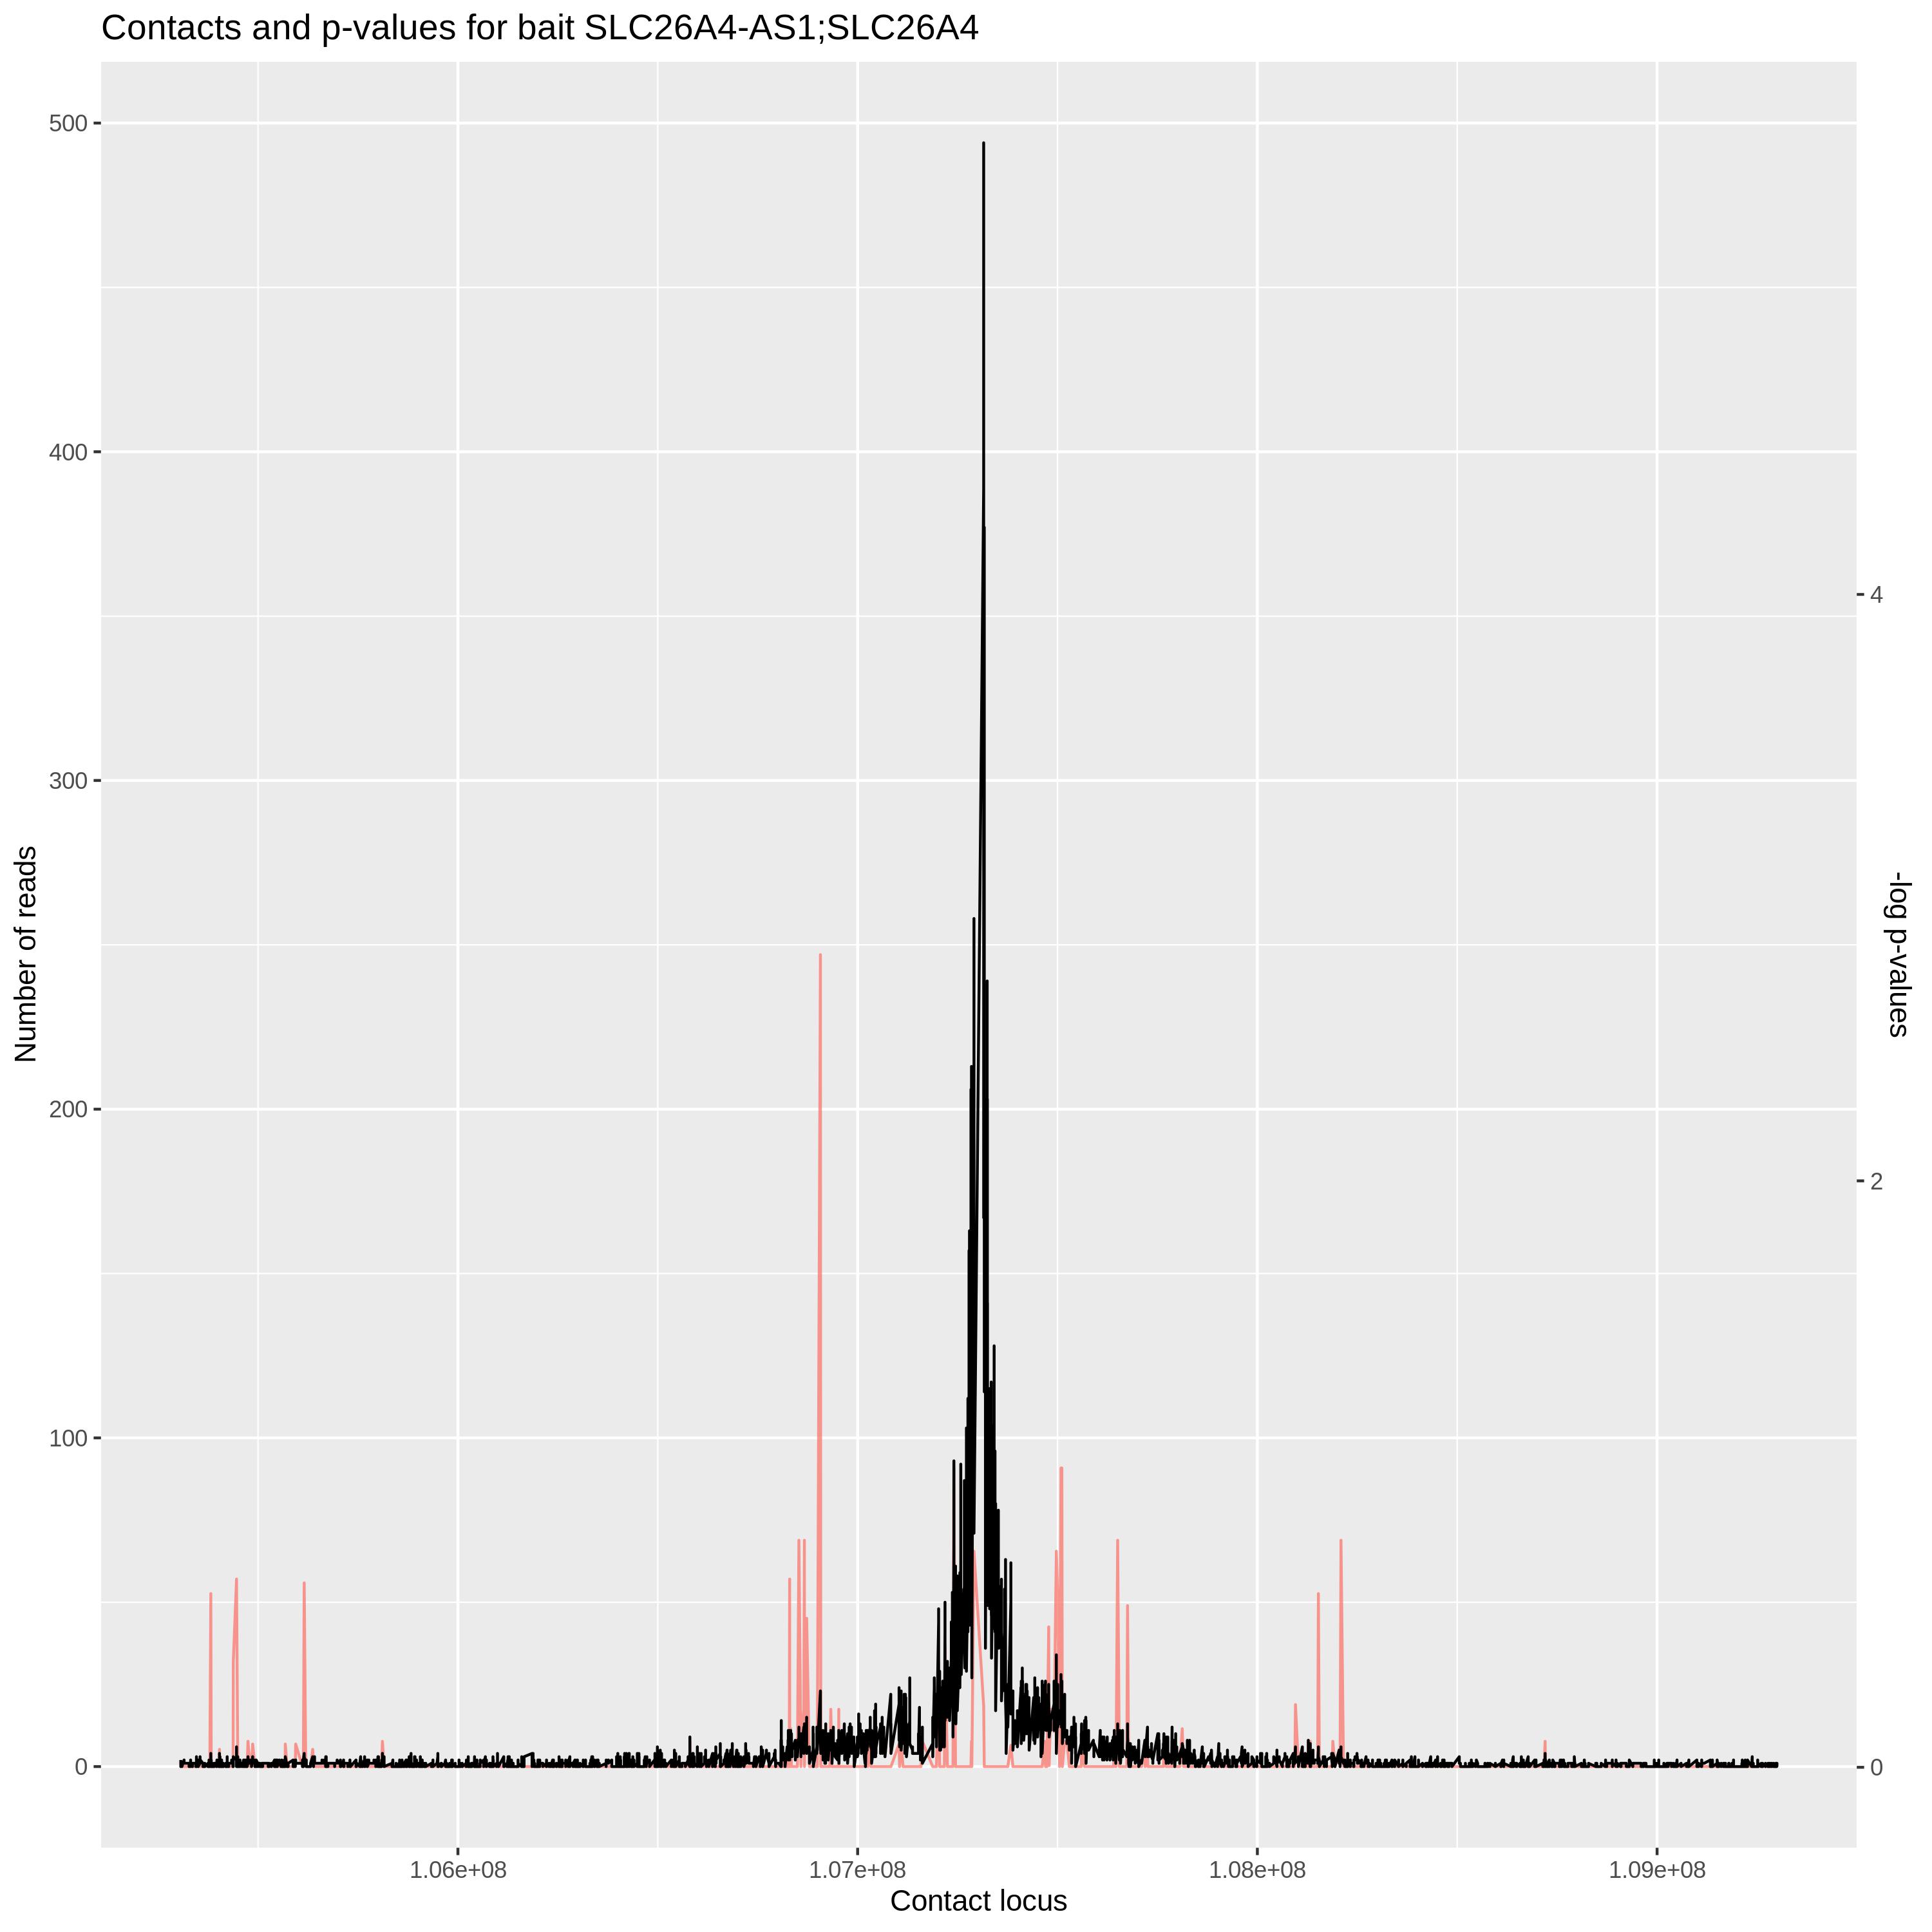 Contacts and p-values for bait SLC26A4-AS1;SLC26A4
500
400
300
200
100
0
Number of reads
4
2
0
-log p-values
1.06e+08
1.07e+08
1.08e+08
1.09e+08
Contact locus